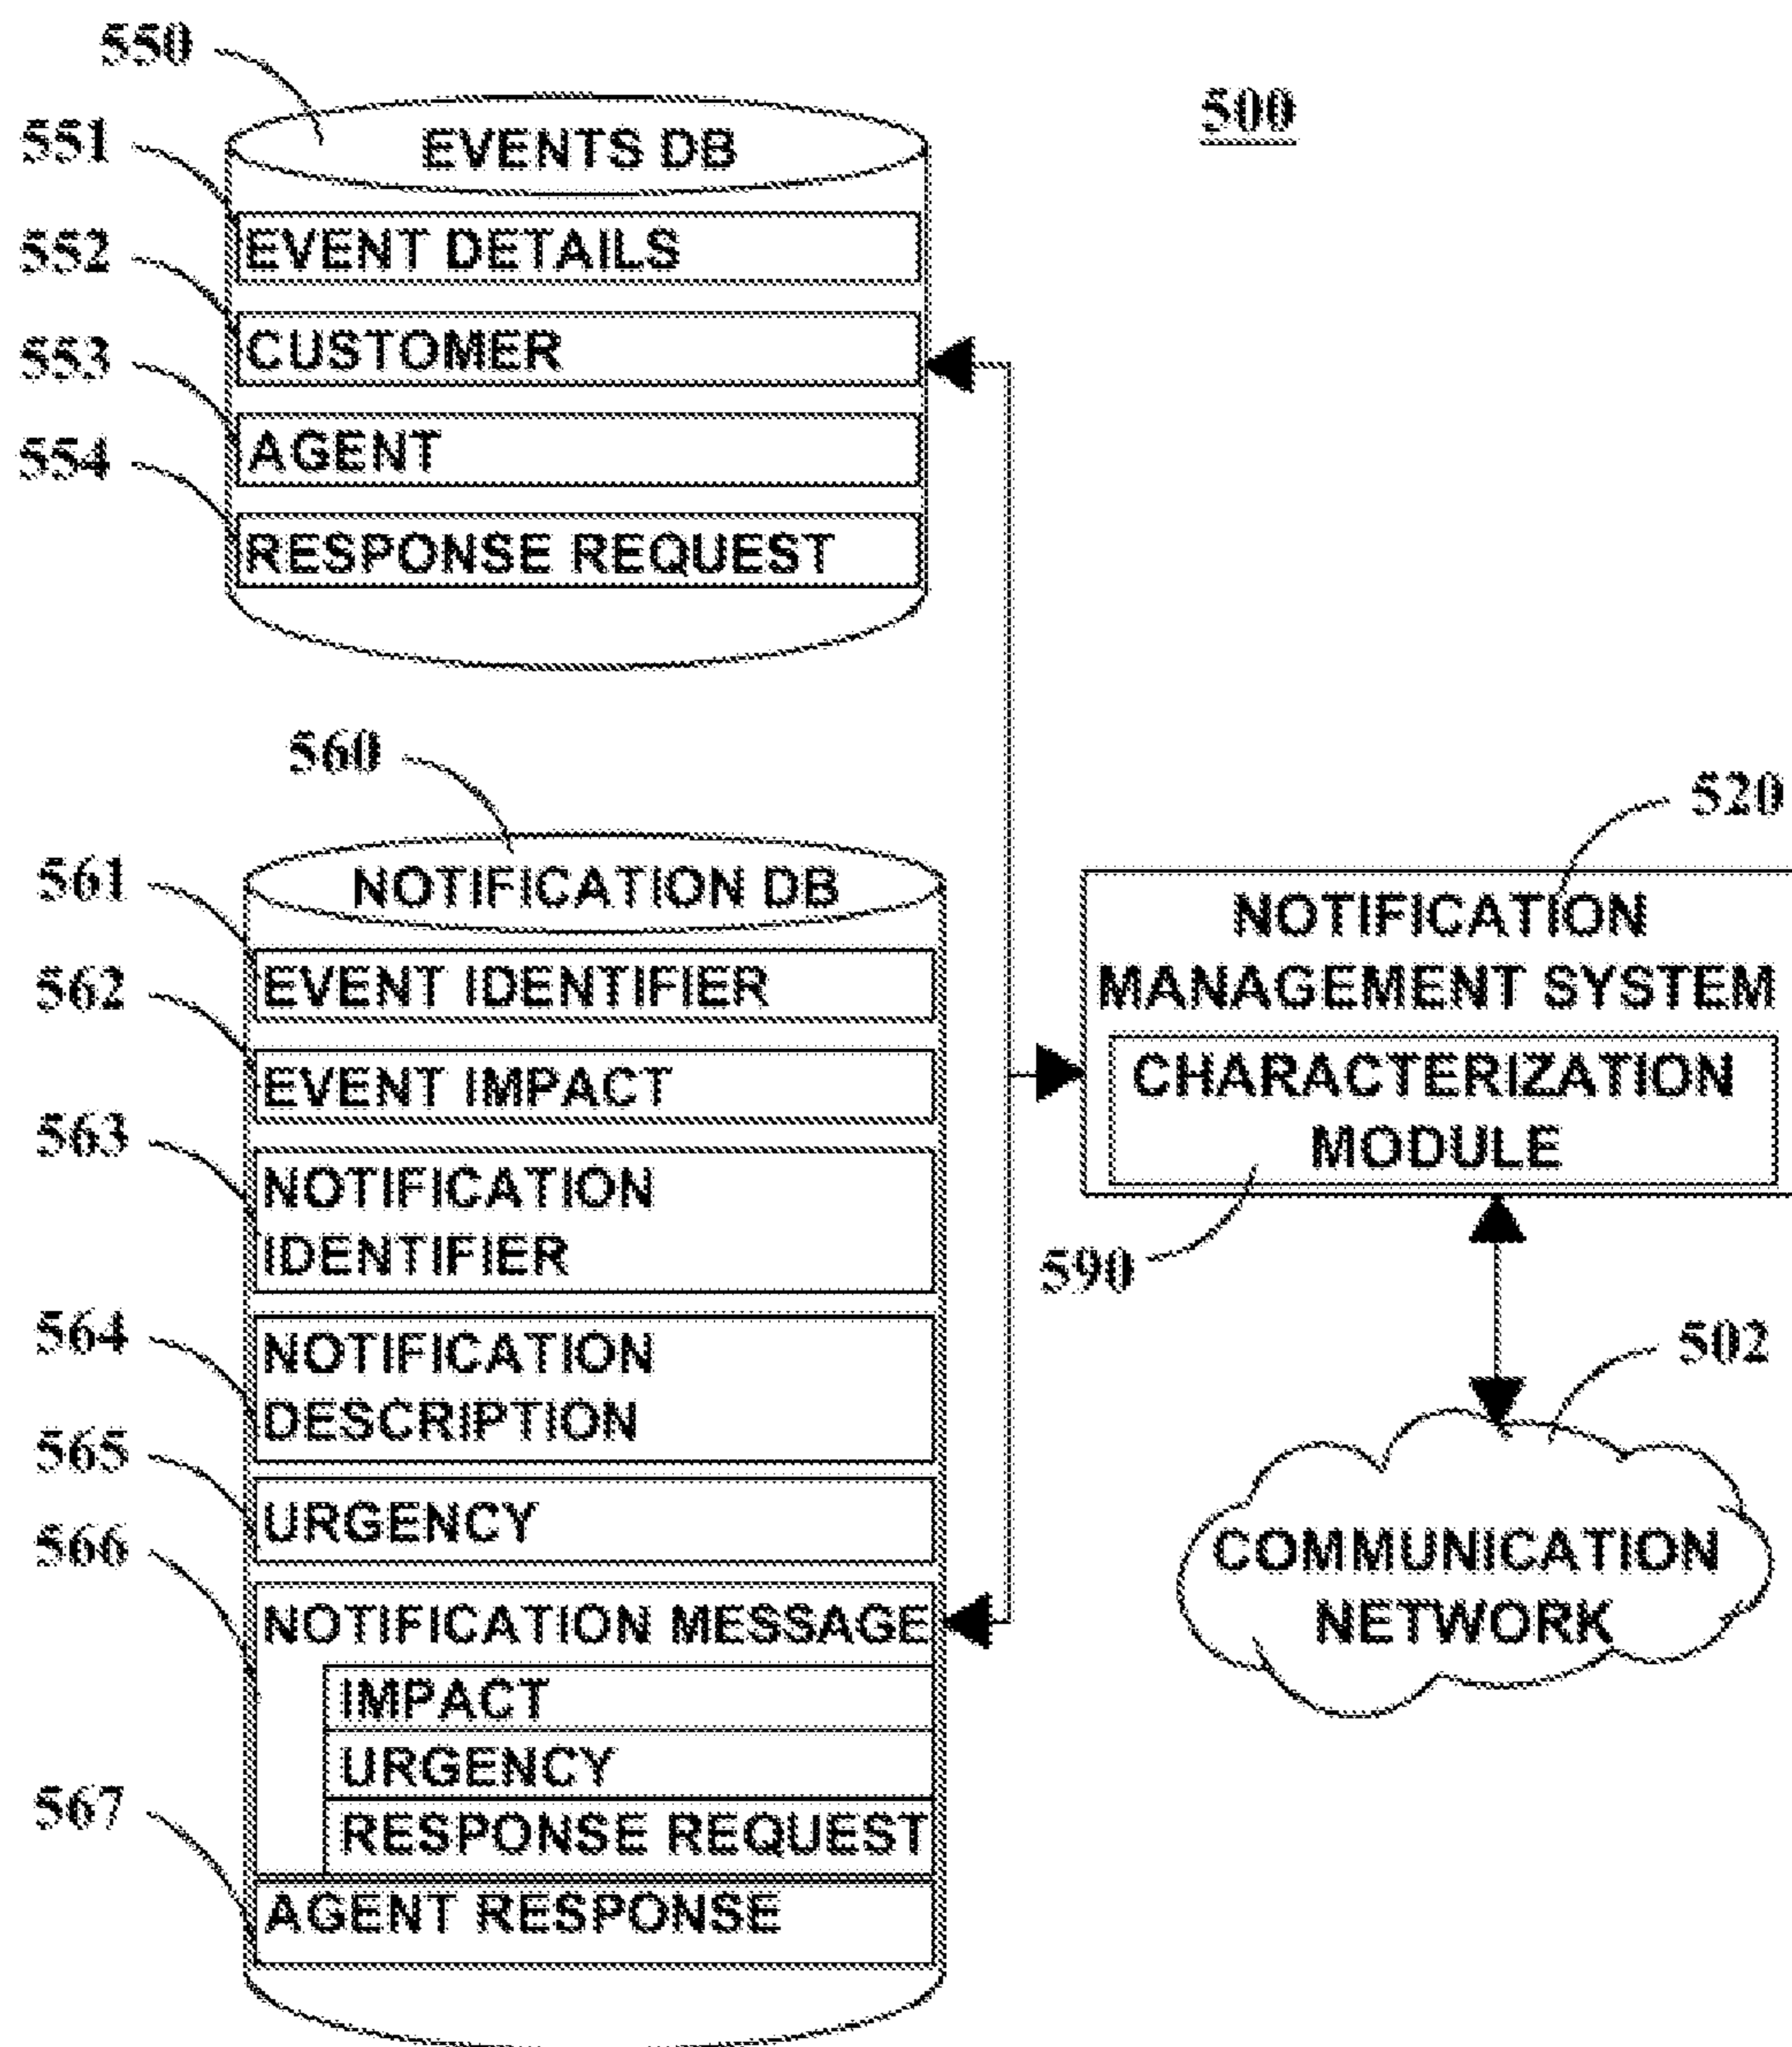 550
500
551
EVENTS DB
552
EVENT DETAILS
553
CUSTOMER
554
AGENT
RESPONSE REQUEST
560
520
561
NOTIFICATION DB
562
EVENT IDENTIFIER
563
EVENT IMPACT
NOTIFICATION
IDENTIFIER
564
NOTIFICATION
DESCRIPTION
565
URGENCY
566
NOTIFICATION MESSAGE
IMPACT
URGENCY
RESPONSE REQUEST
567
AGENT RESPONSE
NOTIFICATION
MANAGEMENT SYSTEM
CHARACTERIZATION
MODULE
590
502
COMMUNICATION
NETWORK